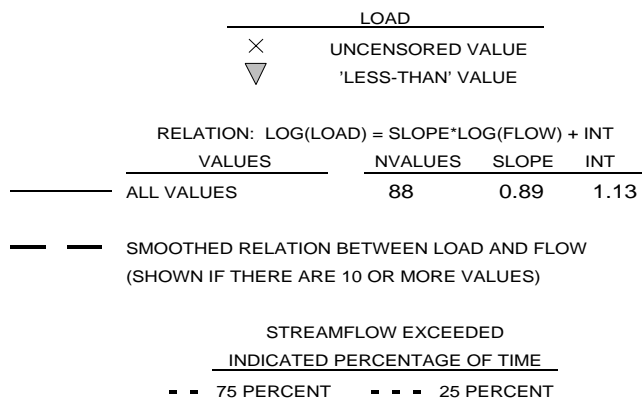 LOAD
× UNCENSORED VALUE
'LESS-THAN' VALUE
RELATION: LOG(LOAD) = SLOPE*LOG(FLOW) + INT
VALUES NVALUES SLOPE INT
ALL VALUES 88 0.89 1.13
SMOOTHED RELATION BETWEEN LOAD AND FLOW
(SHOWN IF THERE ARE 10 OR MORE VALUES)
STREAMFLOW EXCEEDED
INDICATED PERCENTAGE OF TIME
75 PERCENT 25 PERCENT